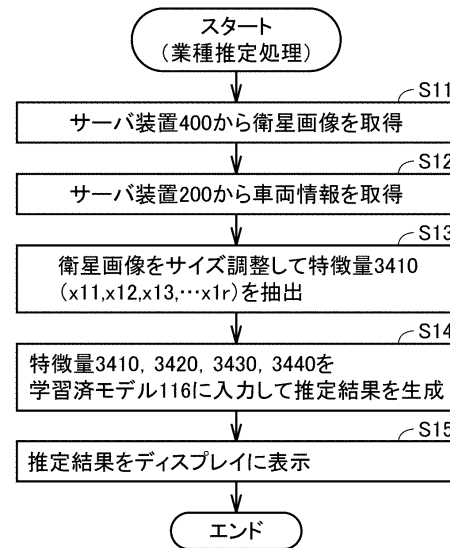 スタート
(業種推定処理)
S11
サーバ装置400から衛星画像を取得
S12
サーバ装置200から車両情報を取得
S13
衛星画像をサイズ調整して特徴量3410
(x11,x12,x13,…x1r)を抽出
S14
特徴量3410, 3420, 3430, 3440を
学習済モデル116に入力して推定結果を生成
S15
推定結果をディスプレイに表示
エンド